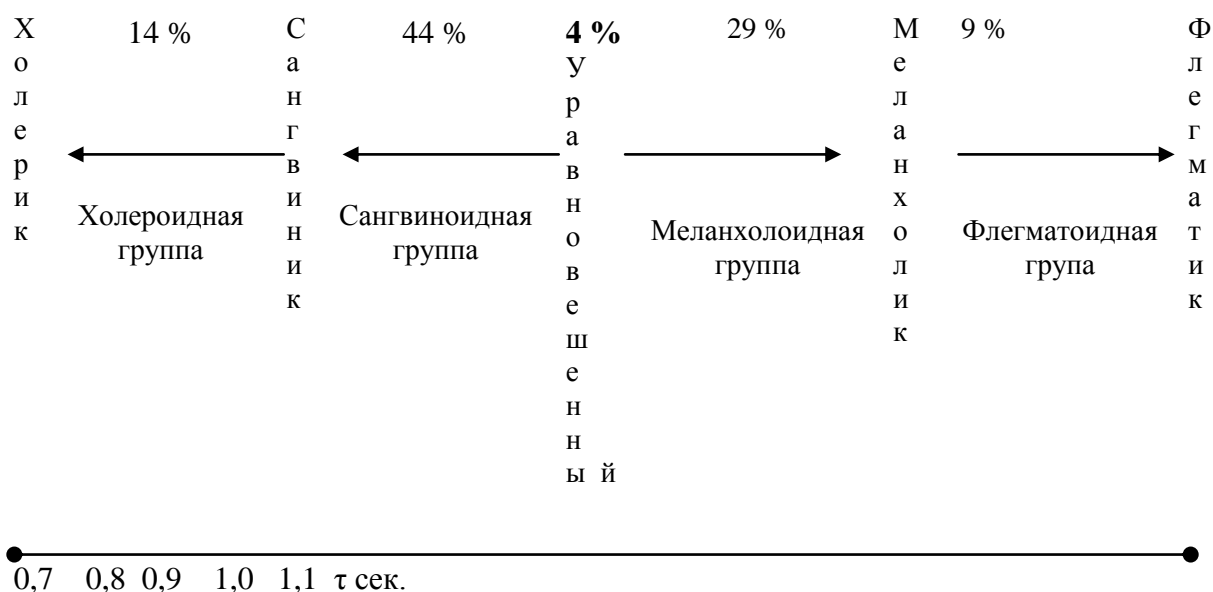 Холерик
14 %
Сангвиник
44 %
4 %
Уравновешенный
29 %
Меланхолик
9 %
Флегматик
Холероидная
группа
Сангвиноидная
группа
Меланхолоидная
группа
Флегматоидная
група
0,7 0,8 0,9 1,0 1,1 τ сек.